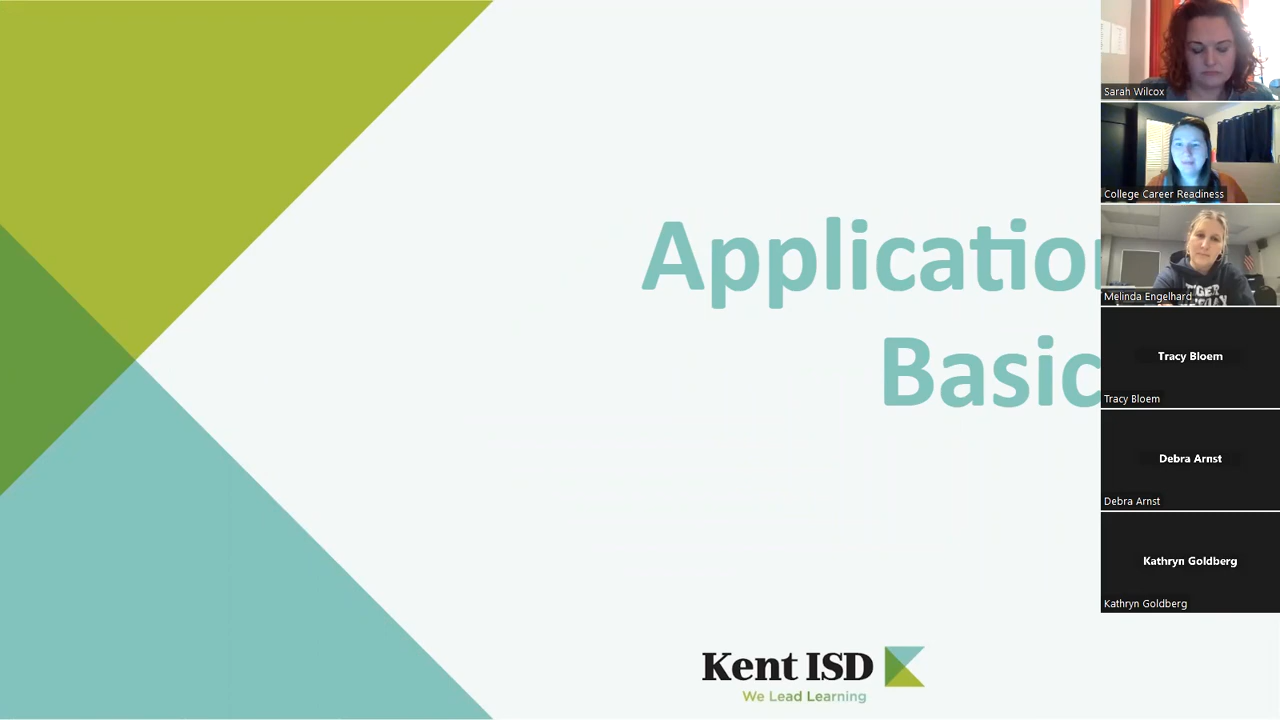 Applicatio
Basic
Kent ISD
We Lead Learning
Sarah Wilcox
College Career Readiness
Melinda Engelhard
Tracy Bloem
Tracy Bloem
Debra Arnst
Debra Arnst
Kathryn Goldberg
Kathryn Goldberg